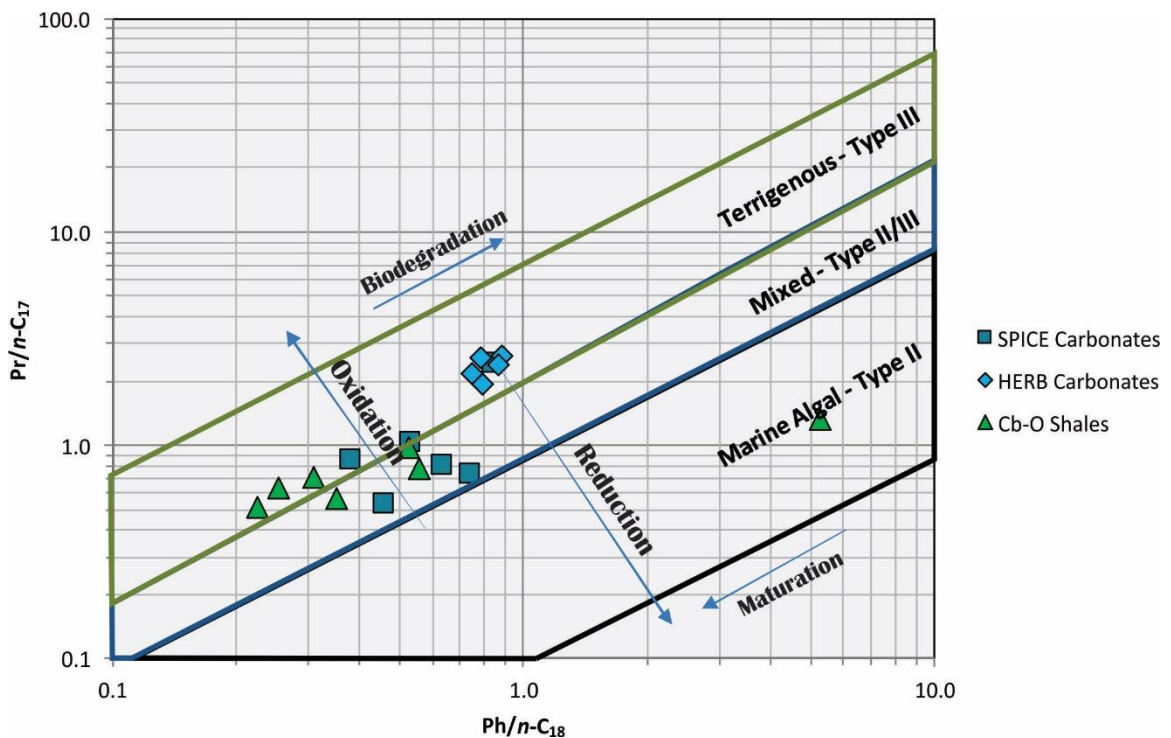 100.0
10.0
1.0
0.1
Pr/n-C17
0.1
1.0
10.0
Ph/n-C18
Biodegradation
Oxidation
Reduction
Maturation
Terrigenous - Type III
Mixed - Type II/III
Marine Algal - Type II
SPICE Carbonates
HERB Carbonates
Cb-O Shales